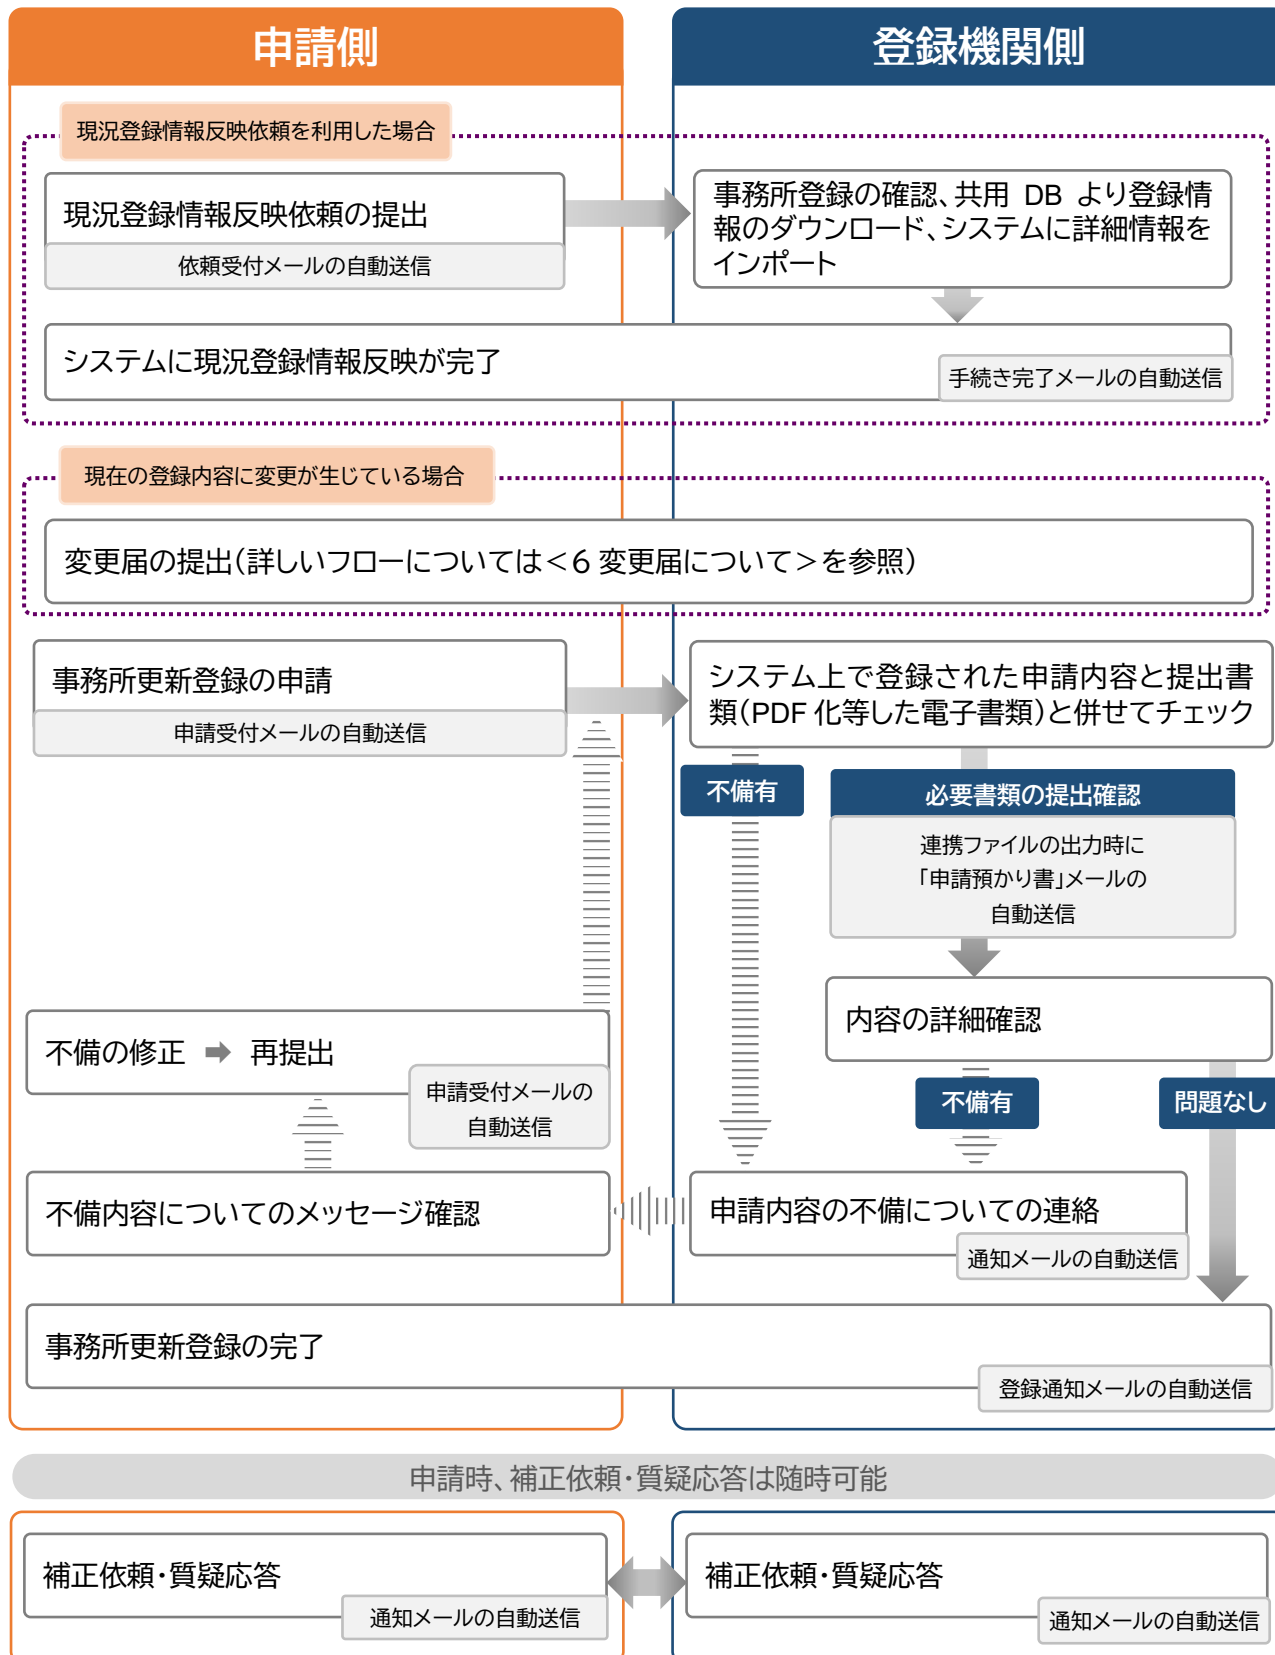 申請側
登録機関側
現況登録情報反映依頼を利用した場合
現況登録情報反映依頼の提出
依頼受付メールの自動送信
事務所登録の確認、共用 DB より登録情
報のダウンロード、システムに詳細情報を
インポート
システムに現況登録情報反映が完了
手続き完了メールの自動送信
現在の登録内容に変更が生じている場合
変更届の提出(詳しいフローについては<6 変更届について>を参照)
事務所更新登録の申請
申請受付メールの自動送信
システム上で登録された申請内容と提出書
類(PDF 化等した電子書類)と併せてチェック
不備有
必要書類の提出確認
連携ファイルの出力時に
「申請預かり書」メールの
自動送信
内容の詳細確認
不備の修正 ➡ 再提出
申請受付メールの
自動送信
不備有
問題なし
不備内容についてのメッセージ確認
申請内容の不備についての連絡
通知メールの自動送信
事務所更新登録の完了
登録通知メールの自動送信
申請時、補正依頼・質疑応答は随時可能
補正依頼・質疑応答
通知メールの自動送信
補正依頼・質疑応答
通知メールの自動送信